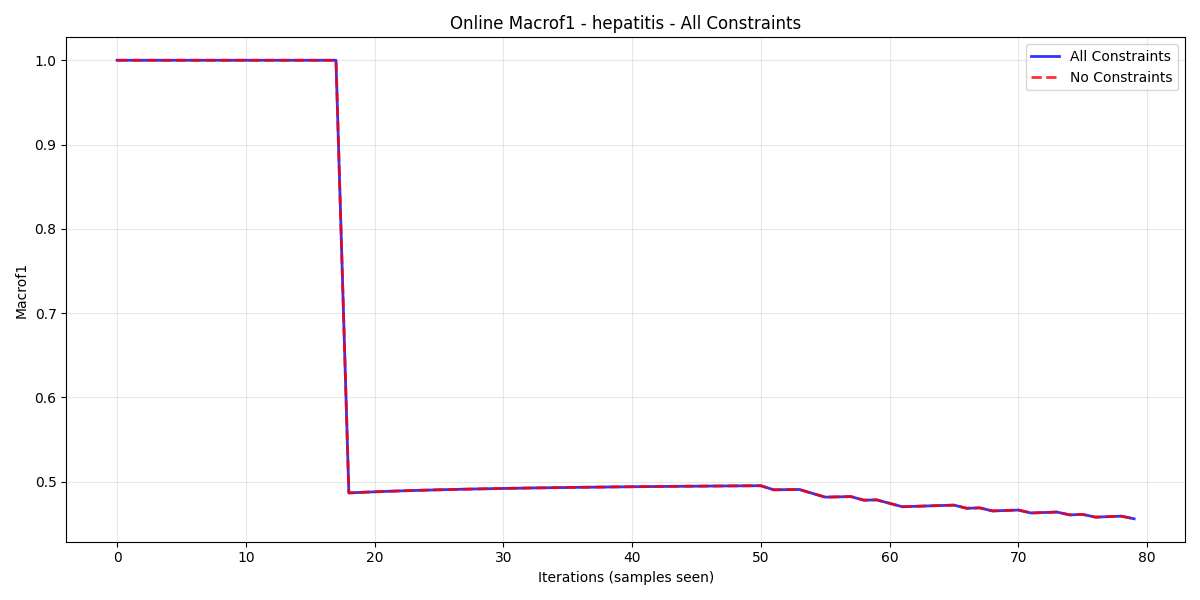 Online Macrof1 - hepatitis - All Constraints
All Constraints
No Constraints
Macrof1
1.0
0.9
0.8
0.7
0.6
0.5
0 10 20 30 40 50 60 70 80
Iterations (samples seen)